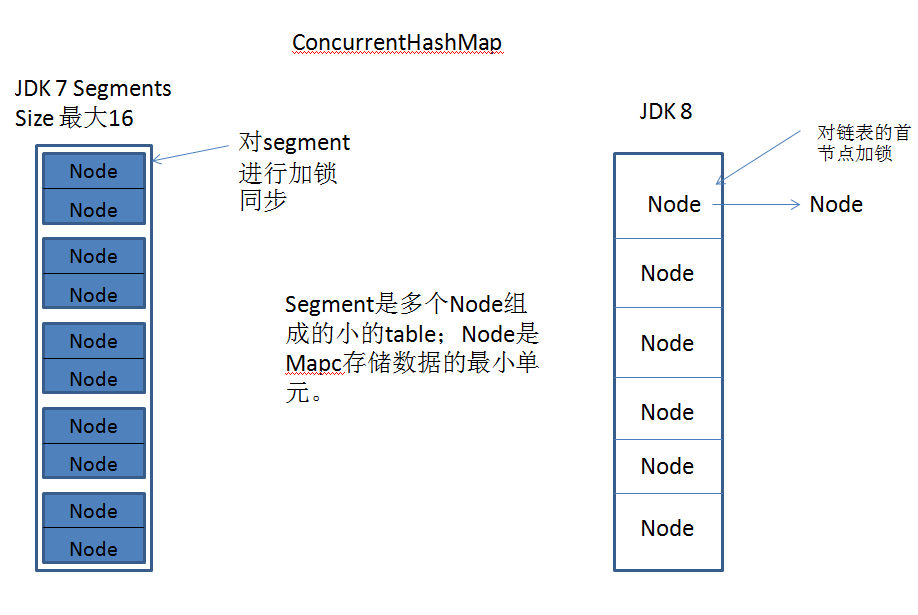 ConcurrentHashMap
JDK 7 Segments
Size 最大16
Node
Node
Node
Node
Node
Node
Node
Node
Node
Node
对segment
进行加锁
同步
Segment是多个Node组
成的小的table；Node是
Mapc存储数据的最小单
元。
JDK 8
对链表的首
节点加锁
Node
Node
Node
Node
Node
Node
Node